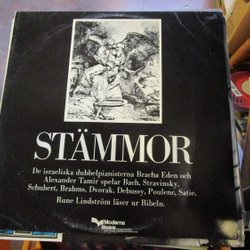 STÄMMOR
De israeliska dubbelpianisterna Bracha Eden och
Alexander Tamir spelar Bach, Stravinsky,
Schubert, Brahms, Dvorak, Debussy, Poulenc, Satie.
Rune Lindström läser ur Bibeln.
Moderna
läsare